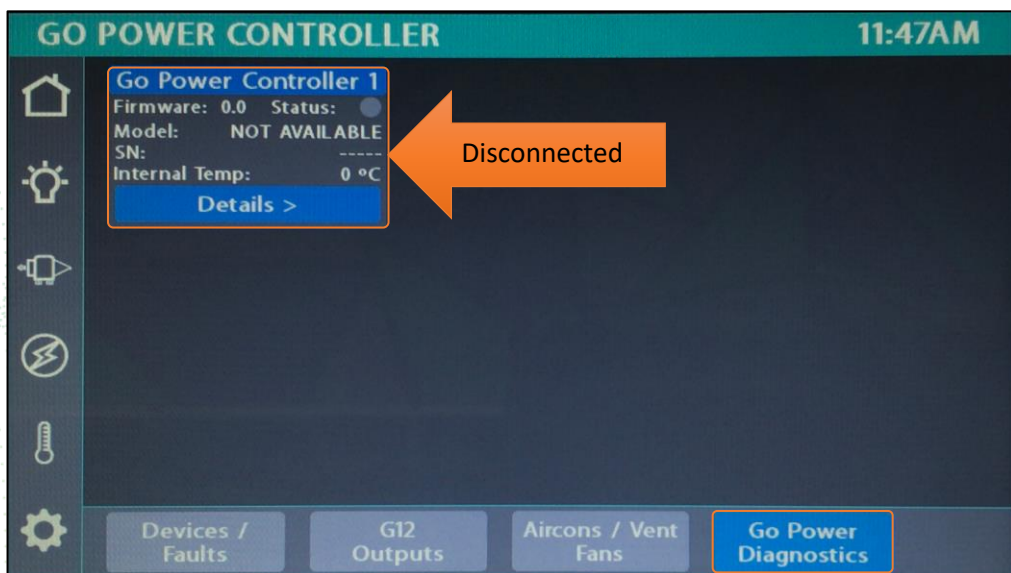 GO POWER CONTROLLER
11:47AM
Go Power Controller 1
Firmware: 0.0 Status:
Model: NOT AVAILABLE
SN: -----
Internal Temp: 0 ºC
Details >
Disconnected
Devices /
Faults
G12
Outputs
Aircons / Vent
Fans
Go Power
Diagnostics